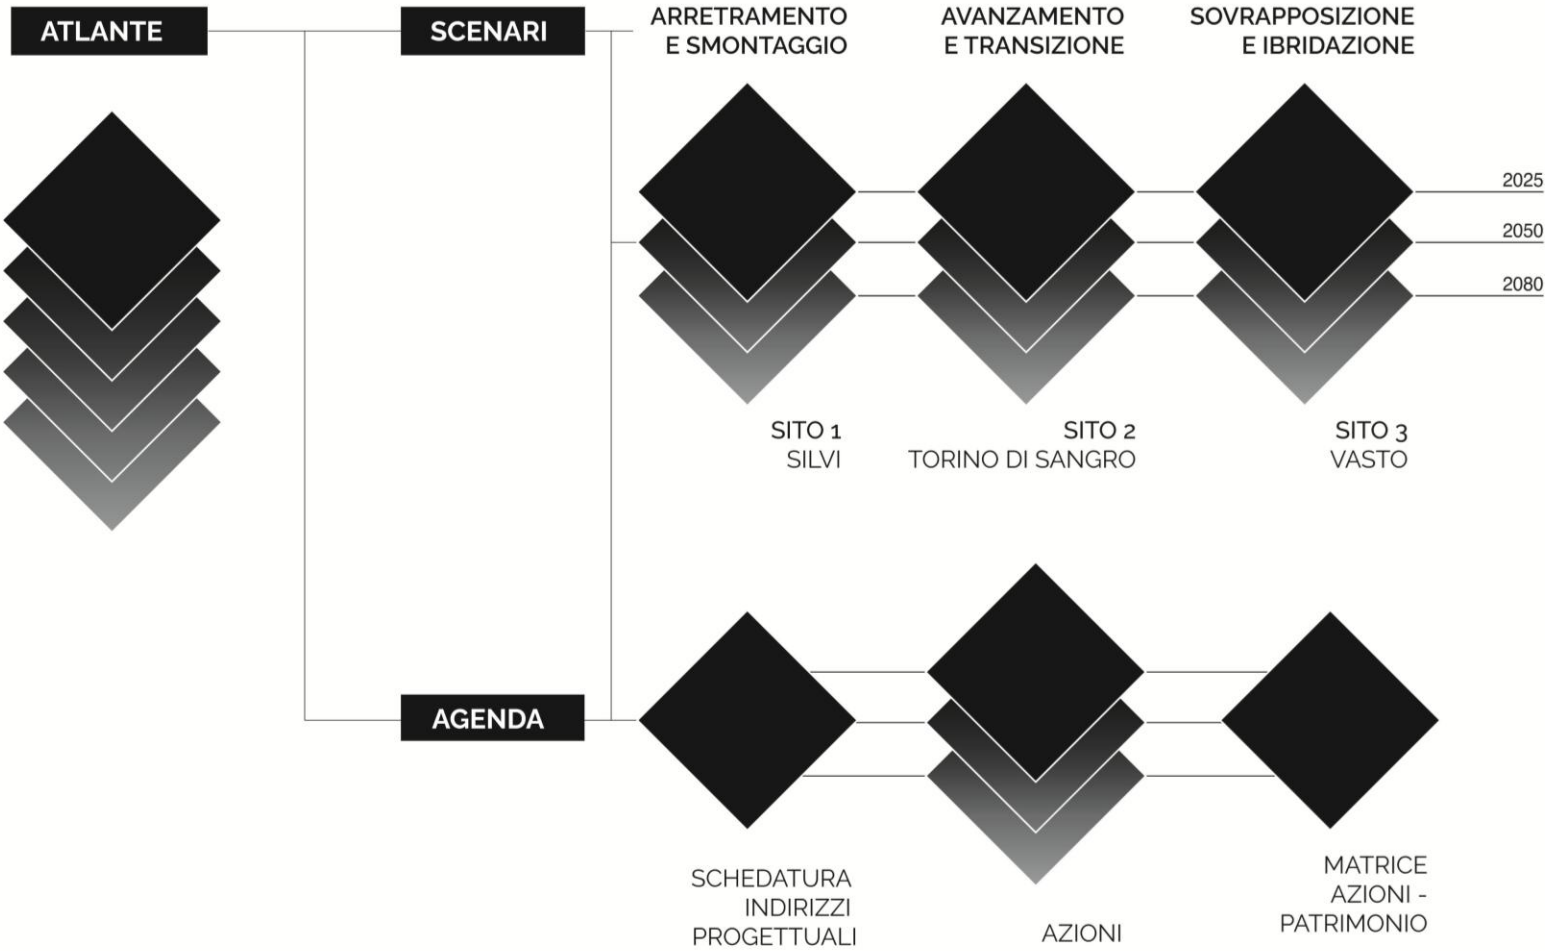 ATLANTE
SCENARI
ARRETRAMENTO
E SMONTAGGIO
AVANZAMENTO
E TRANSIZIONE
SOVRAPPOSIZIONE
E IBRIDAZIONE
2025
2050
2080
SITO 1
SILVI
SITO 2
TORINO DI SANGRO
SITO 3
VASTO
AGENDA
SCHEDATURA
INDIRIZZI
PROGETTUALI
AZIONI
MATRICE
AZIONI -
PATRIMONIO